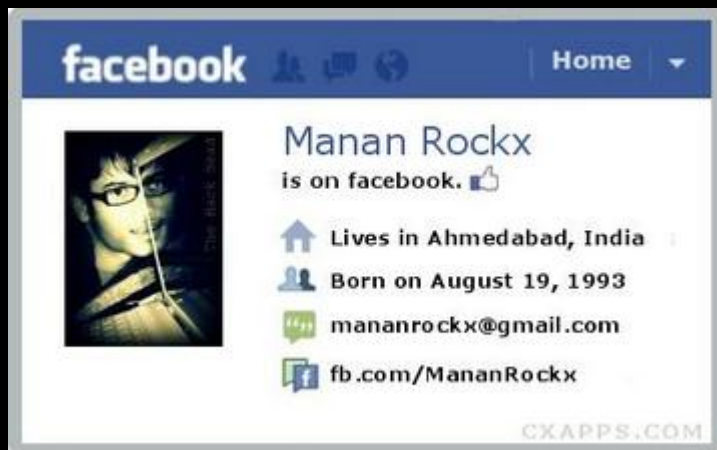 facebook Home
Manan Rockx
is on facebook.
Lives in Ahmedabad, India
Born on August 19, 1993
mananrockx@gmail.com
fb.com/MananRockx
CXAPPS.COM